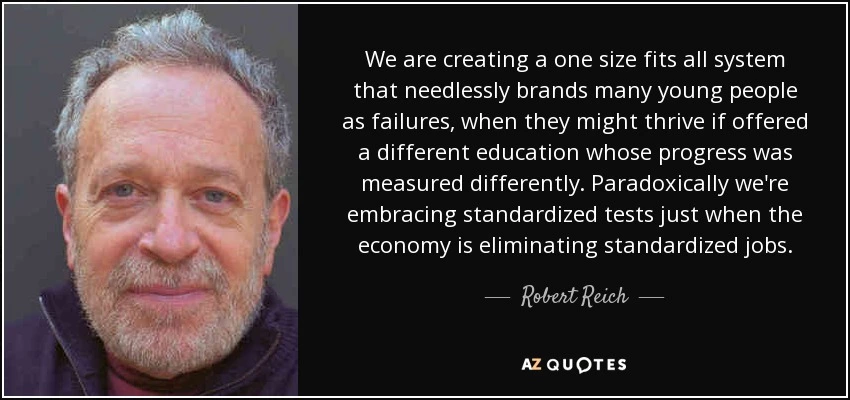 We are creating a one size fits all system
that needlessly brands many young people
as failures, when they might thrive if offered
a different education whose progress was
measured differently. Paradoxically we're
embracing standardized tests just when the
economy is eliminating standardized jobs.
Robert Reich
AZ QUOTES